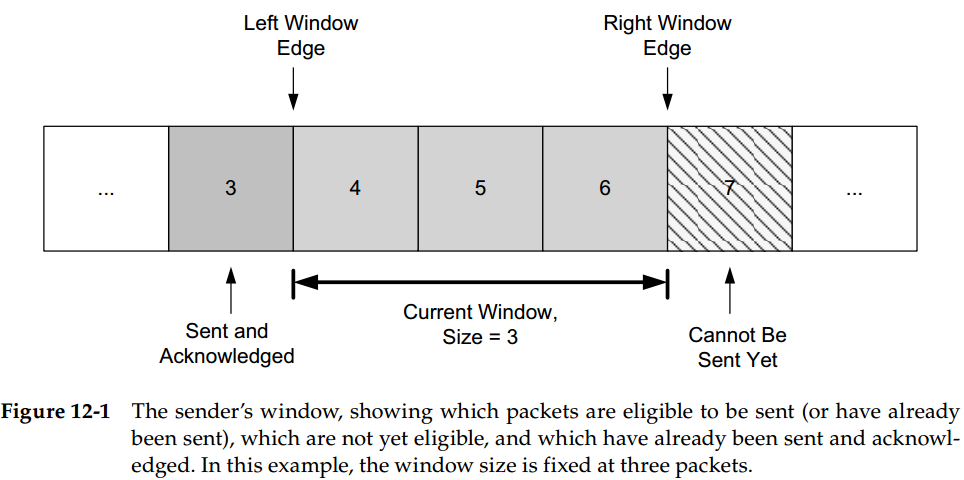 Left Window
Edge
Right Window
Edge
...
3
4
5
6
7
...
Sent and
Acknowledged
Current Window,
Size = 3
Cannot Be
Sent Yet
Figure 12-1 The sender’s window, showing which packets are eligible to be sent (or have already
been sent), which are not yet eligible, and which have already been sent and acknowl-
edged. In this example, the window size is fixed at three packets.